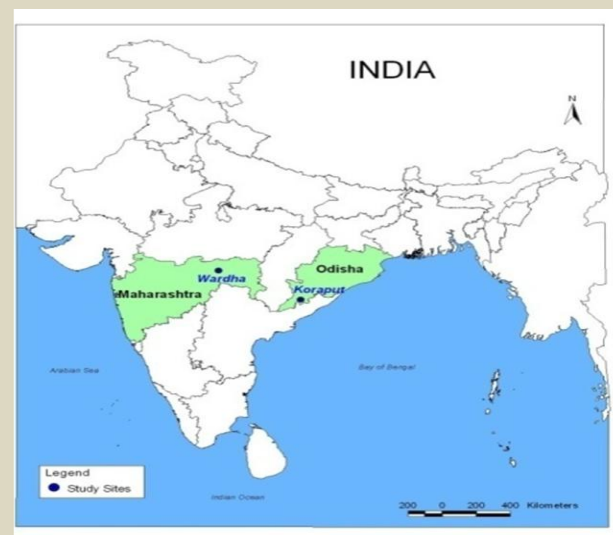 INDIA
N
Odisha
Wardha
Koraput
Maharashtra
Arabian Sea
Bay of Bengal
Legend
Study Sites
Indian Ocean
200 0 200 400 Kilometers